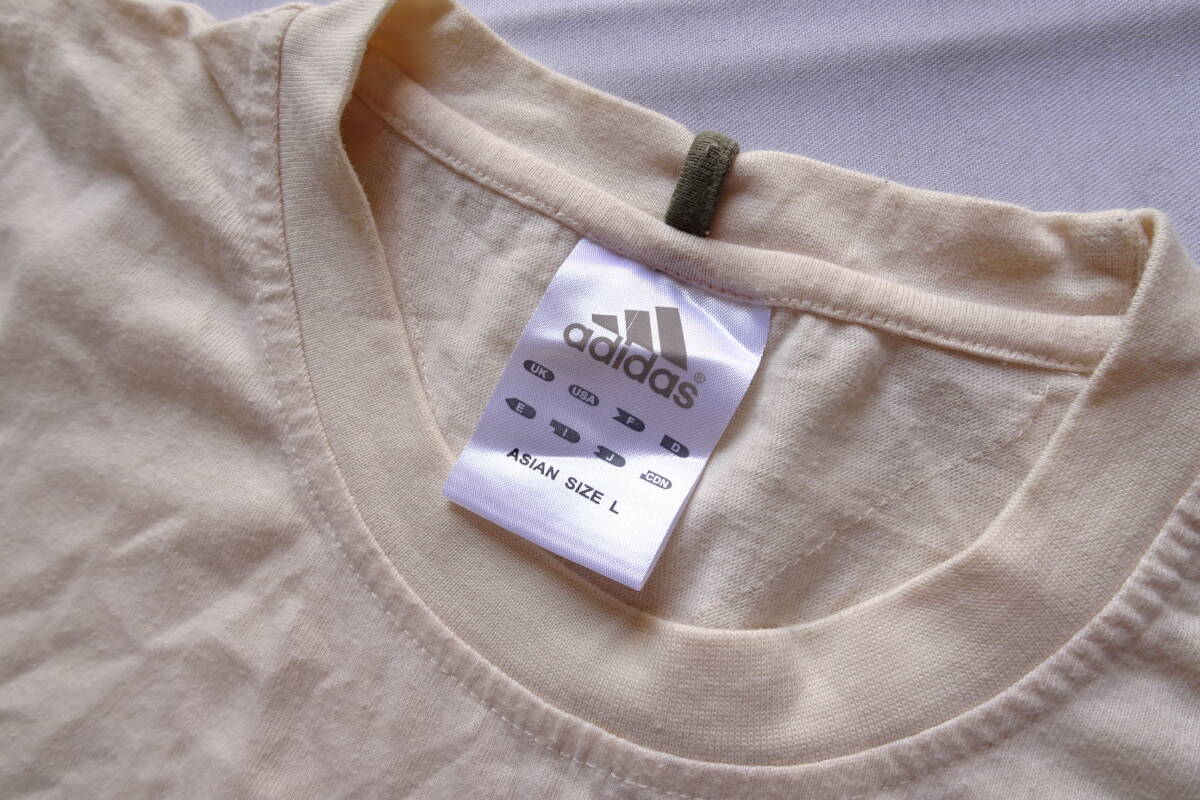 adidas®
UK USA F D
E I J CDN
ASIAN SIZE L